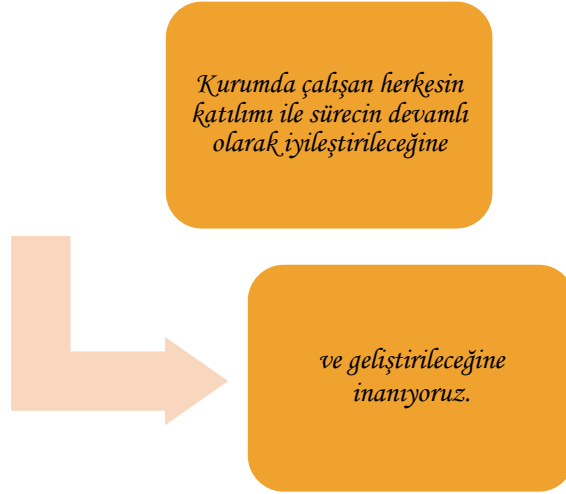 Kurumda çalışan herkesin
katılımı ile sürecin devamlı
olarak iyileştirileceğine
ve geliştirileceğine
inanıyoruz.